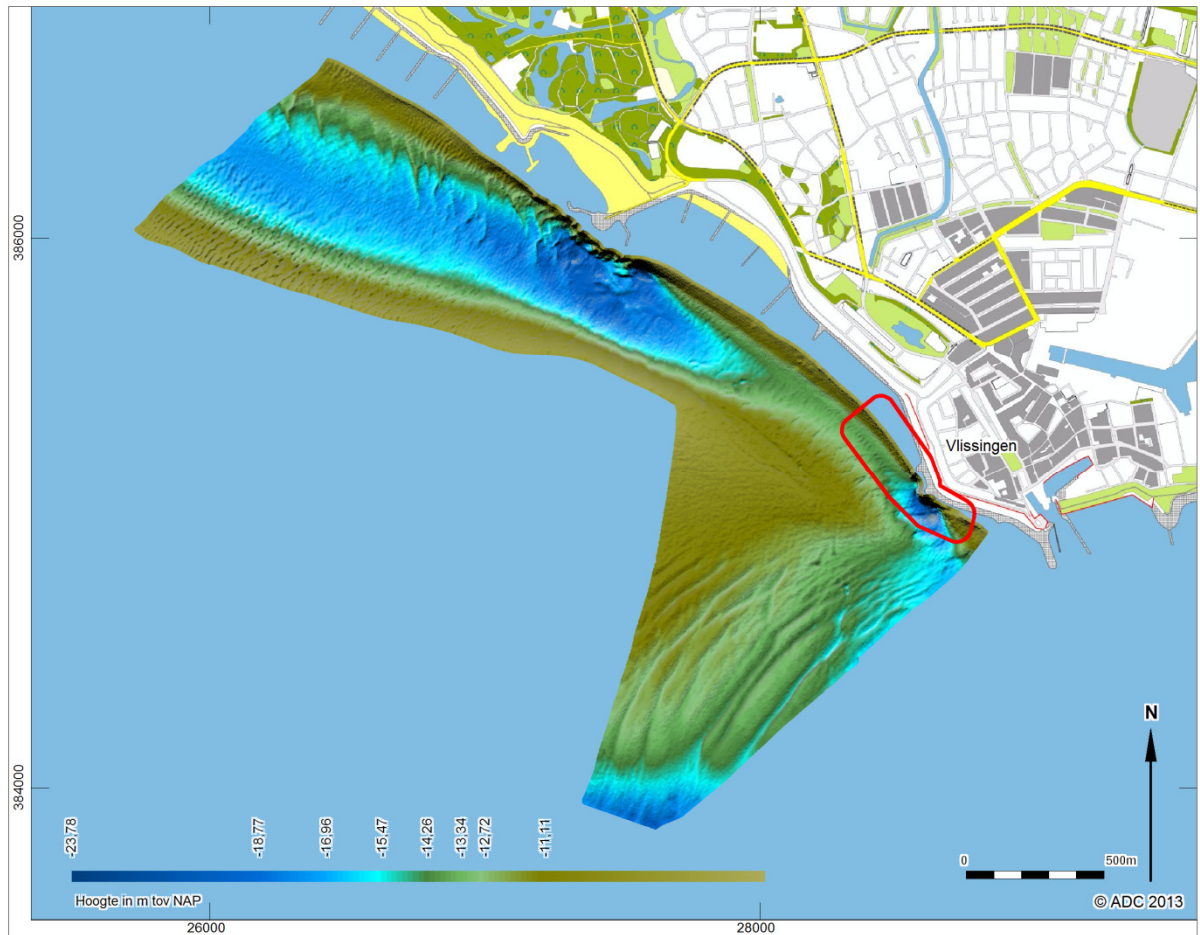 386000
Vlissingen
384000
N
-23,78
-18,77
-16,96
-15,47
-14,26
-13,34
-12,72
-11,11
0
500m
Hoogte in m tov NAP
© ADC 2013
26000
28000